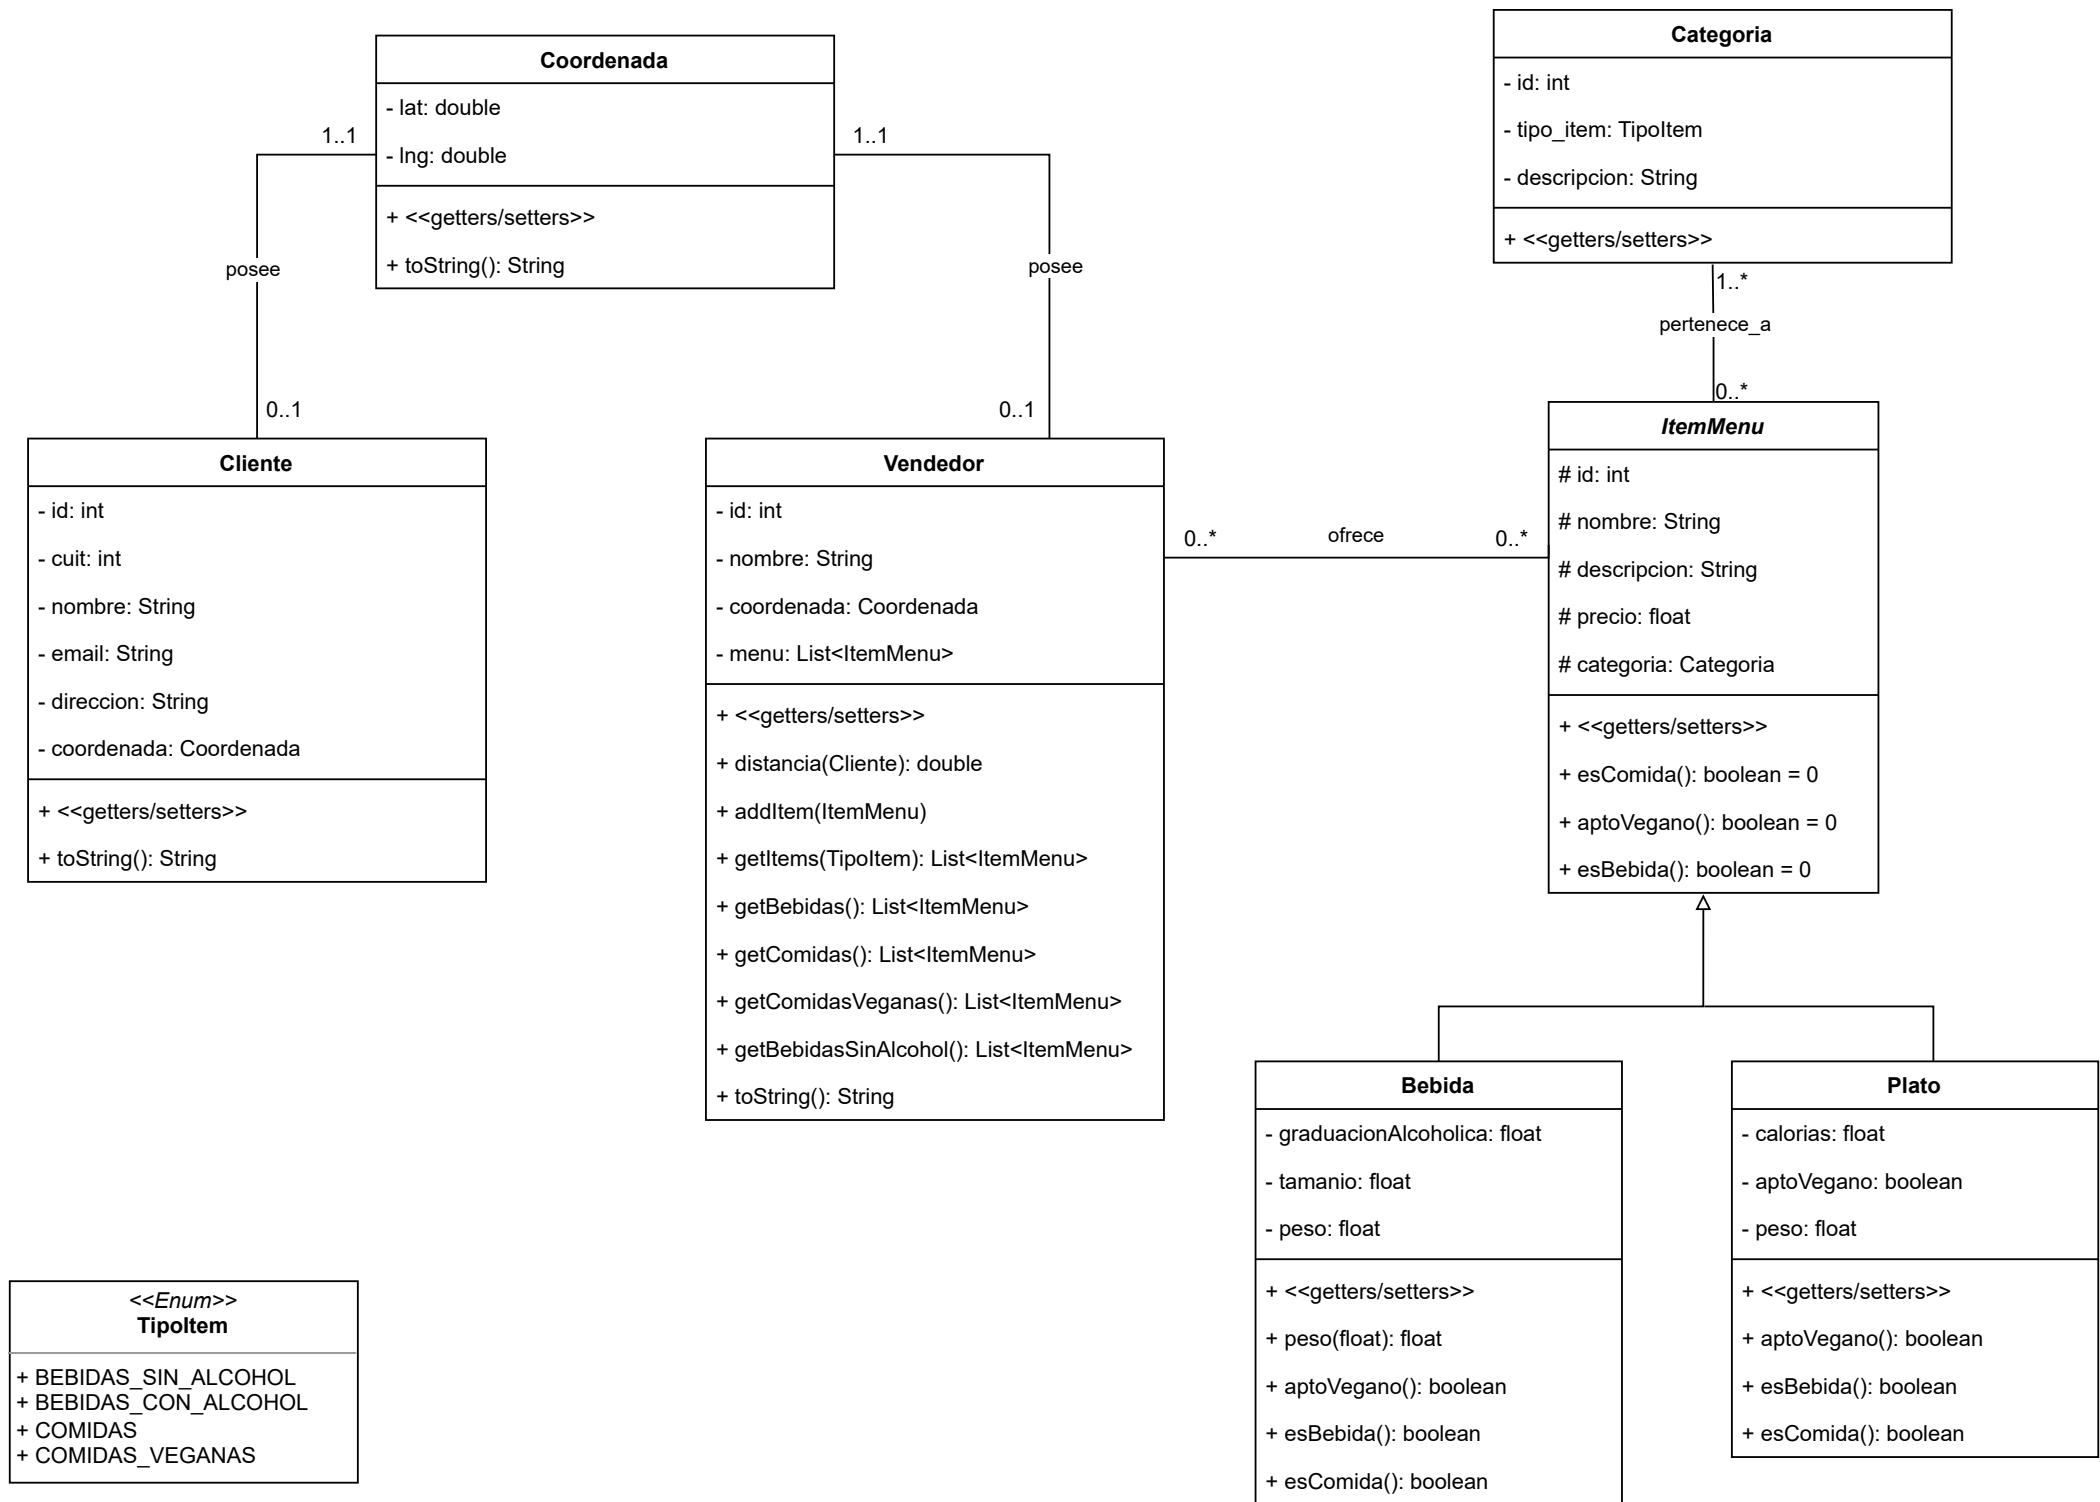 Coordenada
- lat: double
- lng: double
+ <<getters/setters>>
+ toString(): String
1..1
1..1
posee
posee
0..1
0..1
Categoria
- id: int
- tipo_item: TipoItem
- descripcion: String
+ <<getters/setters>>
1..*
pertenece_a
0..*
Cliente
- id: int
- cuit: int
- nombre: String
- email: String
- direccion: String
- coordenada: Coordenada
+ <<getters/setters>>
+ toString(): String
Vendedor
- id: int
- nombre: String
- coordenada: Coordenada
- menu: List<ItemMenu>
+ <<getters/setters>>
+ distancia(Cliente): double
+ addItem(ItemMenu)
+ getItems(TipoItem): List<ItemMenu>
+ getBebidas(): List<ItemMenu>
+ getComidas(): List<ItemMenu>
+ getComidasVeganas(): List<ItemMenu>
+ getBebidasSinAlcohol(): List<ItemMenu>
+ toString(): String
0..*
ofrece
0..*
ItemMenu
# id: int
# nombre: String
# descripcion: String
# precio: float
# categoria: Categoria
+ <<getters/setters>>
+ esComida(): boolean = 0
+ aptoVegano(): boolean = 0
+ esBebida(): boolean = 0
Bebida
- graduacionAlcoholica: float
- tamanio: float
- peso: float
+ <<getters/setters>>
+ peso(float): float
+ aptoVegano(): boolean
+ esBebida(): boolean
+ esComida(): boolean
Plato
- calorias: float
- aptoVegano: boolean
- peso: float
+ <<getters/setters>>
+ aptoVegano(): boolean
+ esBebida(): boolean
+ esComida(): boolean
<<Enum>>
TipoItem
+ BEBIDAS_SIN_ALCOHOL
+ BEBIDAS_CON_ALCOHOL
+ COMIDAS
+ COMIDAS_VEGANAS